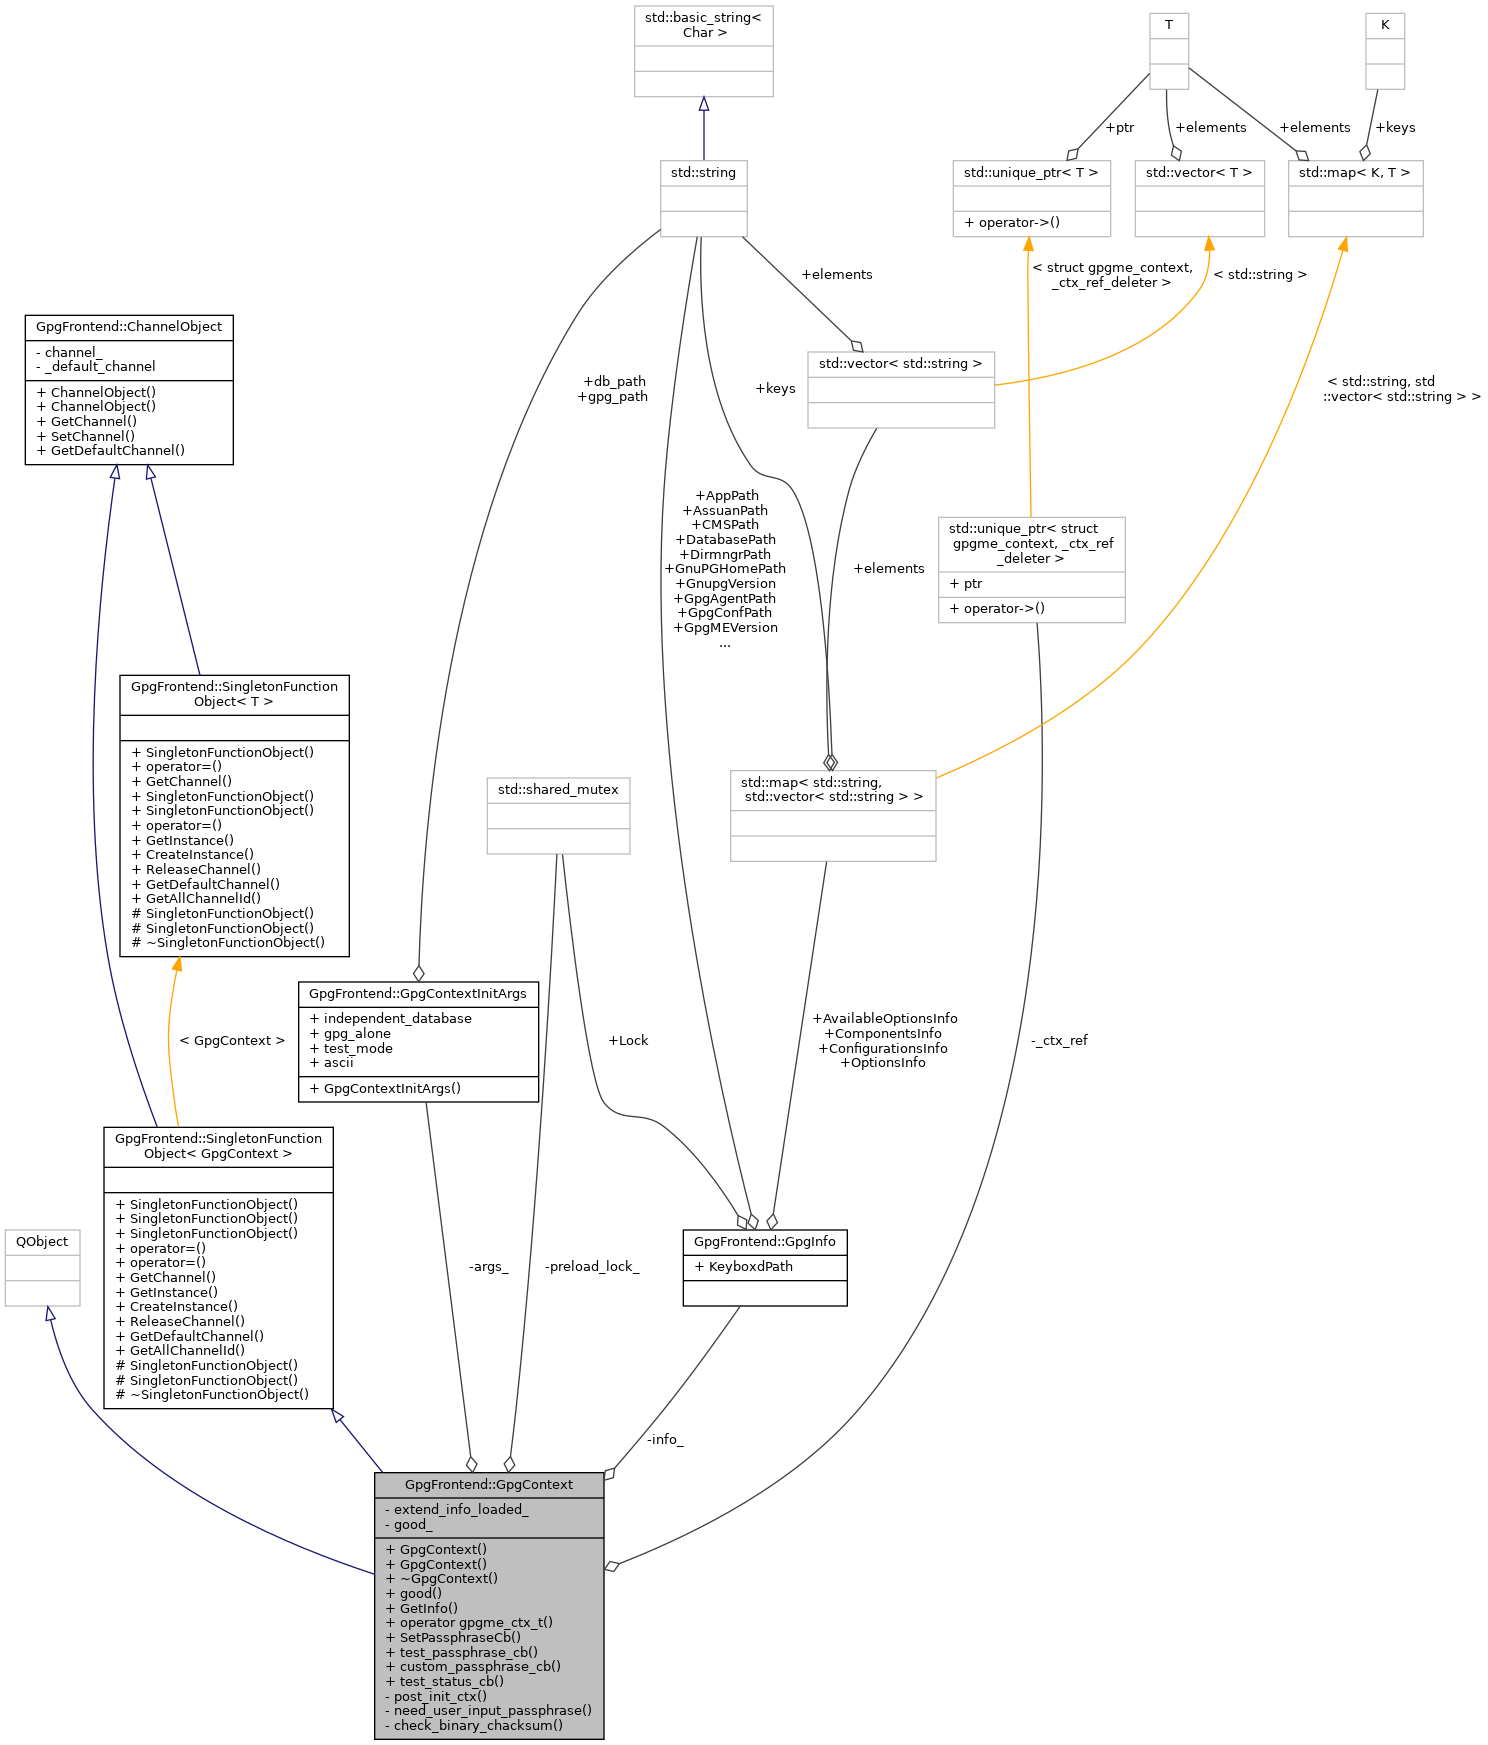 std::basic_string<
Char >
T
K
+ptr
+elements
+elements
+keys
std::string
std::unique_ptr< T >
+ operator->()
std::vector< T >
std::map< K, T >
+elements
< struct gpgme_context,
_ctx_ref_deleter >
< std::string >
GpgFrontend::ChannelObject
- channel_
- _default_channel
+ ChannelObject()
+ ChannelObject()
+ GetChannel()
+ SetChannel()
+ GetDefaultChannel()
+db_path
+gpg_path
+keys
std::vector< std::string >
< std::string, std
::vector< std::string > >
+AppPath
+AssuanPath
+CMSPath
+DatabasePath
+DirmngrPath
+GnuPGHomePath
+GnupgVersion
+GpgAgentPath
+GpgConfPath
+GpgMEVersion
...
+elements
std::unique_ptr< struct
gpgme_context, _ctx_ref
_deleter >
+ ptr
+ operator->()
GpgFrontend::SingletonFunction
Object< T >
+ SingletonFunctionObject()
+ operator=()
+ GetChannel()
+ SingletonFunctionObject()
+ SingletonFunctionObject()
+ operator=()
+ GetInstance()
+ CreateInstance()
+ ReleaseChannel()
+ GetDefaultChannel()
+ GetAllChannelId()
# SingletonFunctionObject()
# SingletonFunctionObject()
# ~SingletonFunctionObject()
std::shared_mutex
std::map< std::string,
std::vector< std::string > >
< GpgContext >
GpgFrontend::GpgContextInitArgs
+ independent_database
+ gpg_alone
+ test_mode
+ ascii
+ GpgContextInitArgs()
+Lock
+AvailableOptionsInfo
+ComponentsInfo
+ConfigurationsInfo
+OptionsInfo
-_ctx_ref
GpgFrontend::SingletonFunction
Object< GpgContext >
+ SingletonFunctionObject()
+ SingletonFunctionObject()
+ SingletonFunctionObject()
+ operator=()
+ operator=()
+ GetChannel()
+ GetInstance()
+ CreateInstance()
+ ReleaseChannel()
+ GetDefaultChannel()
+ GetAllChannelId()
# SingletonFunctionObject()
# SingletonFunctionObject()
# ~SingletonFunctionObject()
QObject
-args_
-preload_lock_
GpgFrontend::GpgInfo
+ KeyboxdPath
-info_
GpgFrontend::GpgContext
- extend_info_loaded_
- good_
+ GpgContext()
+ GpgContext()
+ ~GpgContext()
+ good()
+ GetInfo()
+ operator gpgme_ctx_t()
+ SetPassphraseCb()
+ test_passphrase_cb()
+ custom_passphrase_cb()
+ test_status_cb()
- post_init_ctx()
- need_user_input_passphrase()
- check_binary_chacksum()